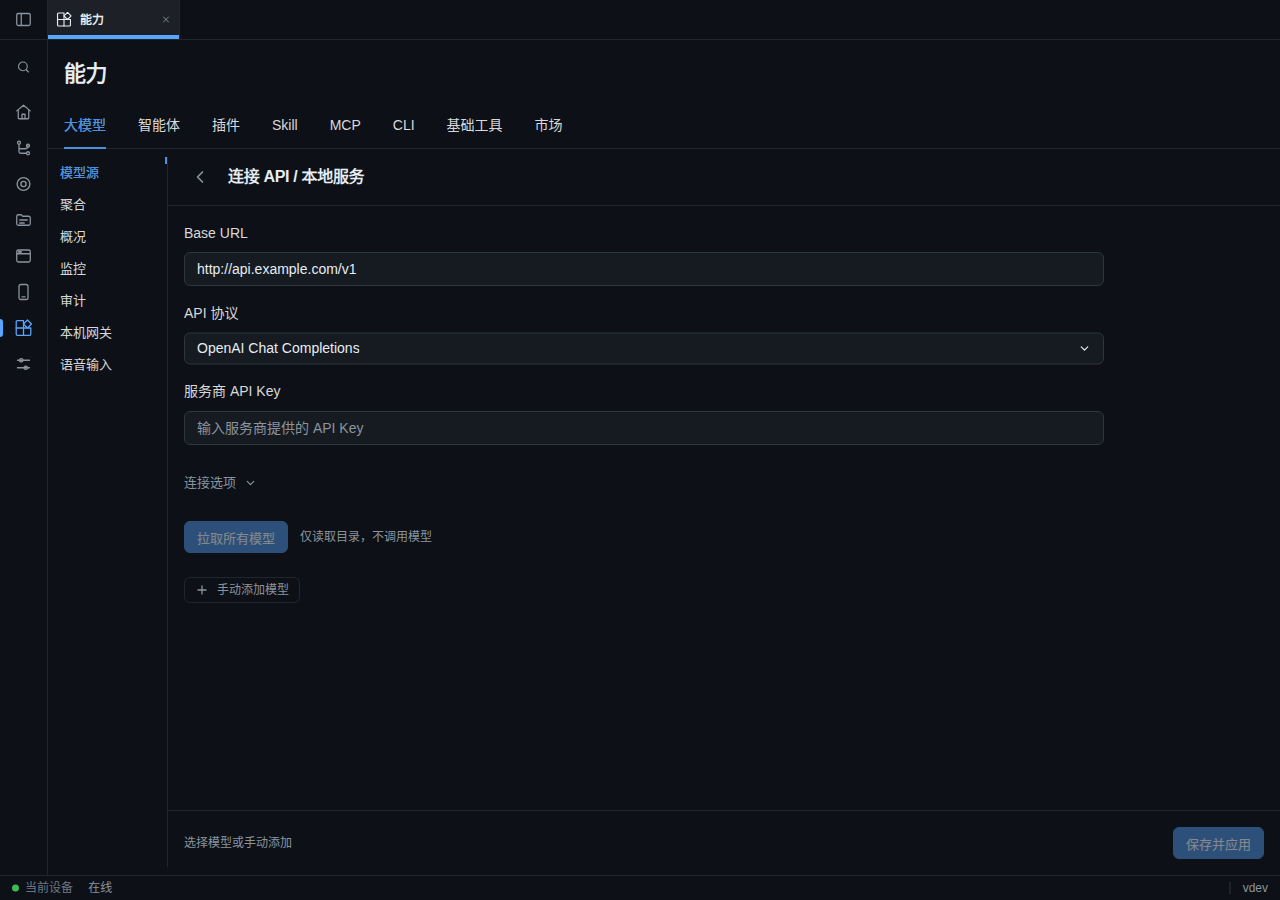 能力
能力
大模型 智能体 插件 Skill MCP CLI 基础工具 市场
模型源
聚合
概况
监控
审计
本机网关
语音输入
连接 API / 本地服务
Base URL
http://api.example.com/v1
API 协议
OpenAI Chat Completions
服务商 API Key
输入服务商提供的 API Key
连接选项
拉取所有模型 仅读取目录，不调用模型
手动添加模型
选择模型或手动添加 保存并应用
当前设备 在线 vdev